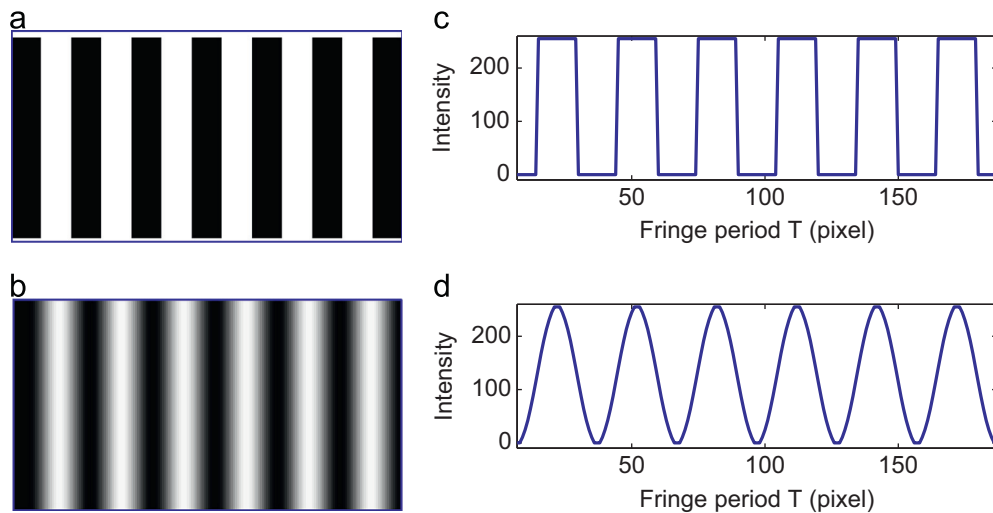 a
c
200
100
0
Intensity
50 100 150
Fringe period T (pixel)
b
d
200
100
0
Intensity
50 100 150
Fringe period T (pixel)